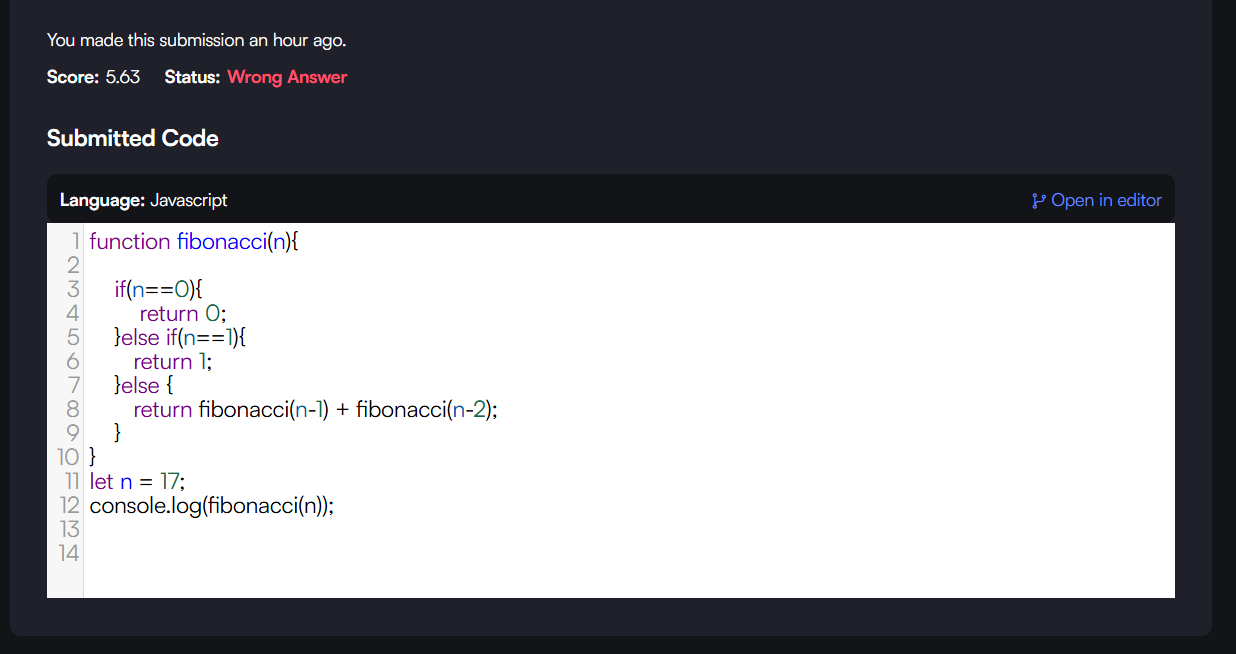 You made this submission an hour ago.
Score: 5.63 Status: Wrong Answer
Submitted Code
Language: Javascript Open in editor
1 function fibonacci(n){
2
3 if(n==0){
4 return 0;
5 }else if(n==1){
6 return 1;
7 }else {
8 return fibonacci(n-1) + fibonacci(n-2);
9 }
10 }
11 let n = 17;
12 console.log(fibonacci(n));
13
14